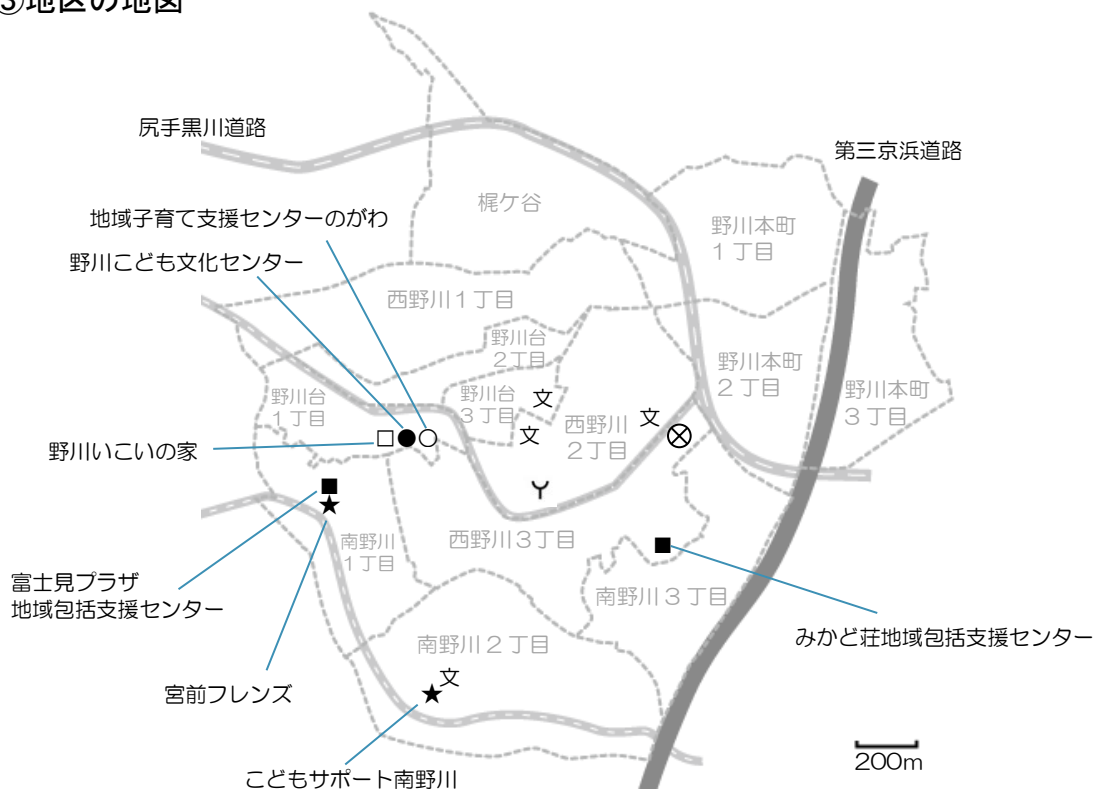 ③地区の地図
尻手黒川道路
第三京浜道路
梶ケ谷
地域子育て支援センターのがわ
野川本町
1丁目
野川こども文化センター
西野川1丁目
野川台
2丁目
野川本町
2丁目
野川本町
3丁目
野川台
1丁目
野川台
3丁目
文
文
西野川
2丁目
文
野川いこいの家
南野川
1丁目
西野川3丁目
富士見プラザ
地域包括支援センター
南野川3丁目
みかど荘地域包括支援センター
南野川2丁目
文
宮前フレンズ
こどもサポート南野川
200m